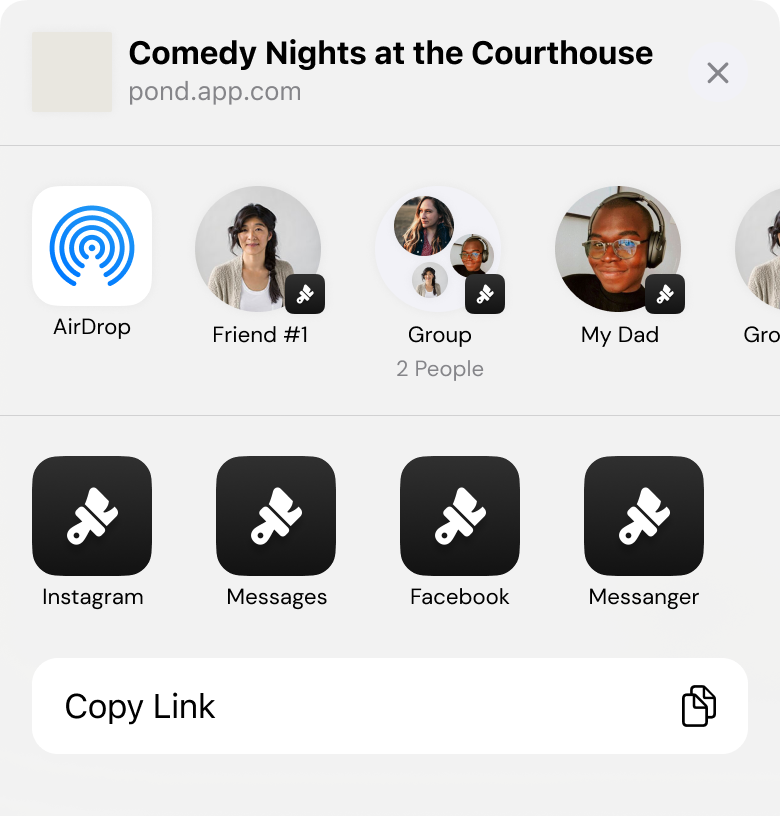 Comedy Nights at the Courthouse
pond.app.com
AirDrop
Friend #1
Group
2 People
My Dad
Gro
Instagram
Messages
Facebook
Messanger
Copy Link